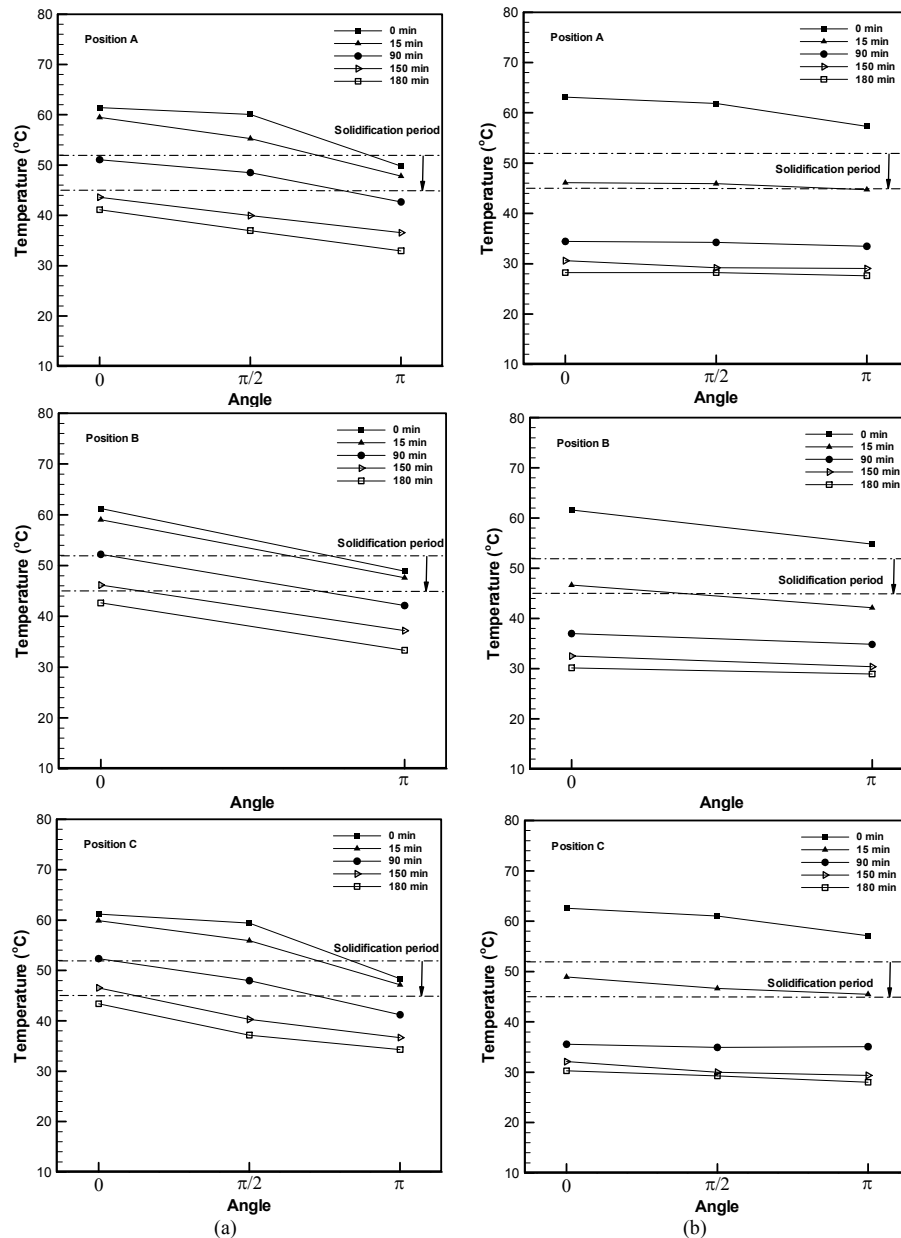 80
70
60
50
40
30
20
10
Temperature (°C)
Position A
0 min
15 min
90 min
150 min
180 min
Solidification period
0
π/2
π
Angle
80
70
60
50
40
30
20
10
Temperature (°C)
Position A
0 min
15 min
90 min
150 min
180 min
Solidification period
0
π/2
π
Angle
80
70
60
50
40
30
20
10
Temperature (°C)
Position B
0 min
15 min
90 min
150 min
180 min
Solidification period
0
π
Angle
80
70
60
50
40
30
20
10
Temperature (°C)
Position B
0 min
15 min
90 min
150 min
180 min
Solidification period
0
π
Angle
80
70
60
50
40
30
20
10
Temperature (°C)
Position C
0 min
15 min
90 min
150 min
180 min
Solidification period
0
π/2
π
Angle
(a)
80
70
60
50
40
30
20
10
Temperature (°C)
Position C
0 min
15 min
90 min
150 min
180 min
Solidification period
0
π/2
π
Angle
(b)